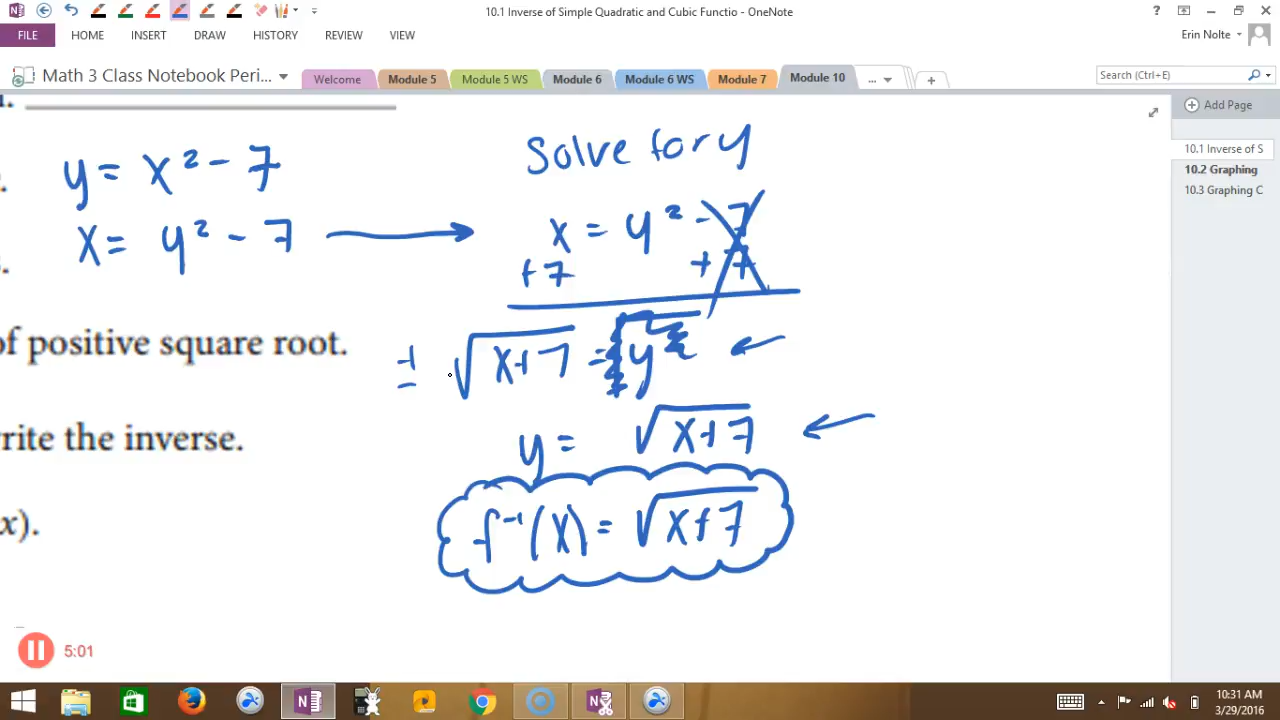 10.1 Inverse of Simple Quadratic and Cubic Functio - OneNote
FILE HOME INSERT DRAW HISTORY REVIEW VIEW
Erin Nolte
Math 3 Class Notebook Peri...
Welcome
Module 5
Module 5 WS
Module 6
Module 6 WS
Module 7
Module 10
...
Search (Ctrl+E)
Add Page
10.1 Inverse of S
10.2 Graphing
10.3 Graphing C
y = x² - 7
x = y² - 7
Solve for y
x = y² - 7
+7 +7
± √x+7 = √y²
y = √x+7
f⁻¹(x) = √x+7
of positive square root.
rite the inverse.
x).
5:01
10:31 AM
3/29/2016